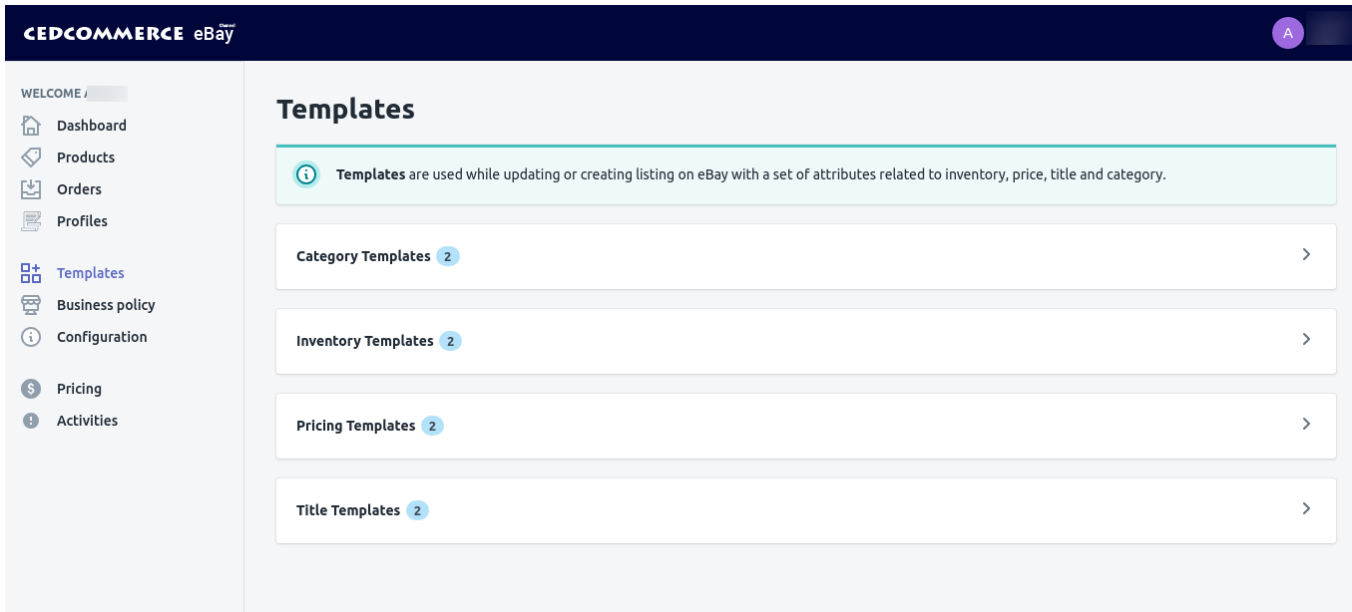 CEDCOMMERCE eBay Channel
A
WELCOME
Dashboard
Products
Orders
Profiles
Templates
Business policy
Configuration
Pricing
Activities
Templates
Templates are used while updating or creating listing on eBay with a set of attributes related to inventory, price, title and category.
Category Templates 2
Inventory Templates 2
Pricing Templates 2
Title Templates 2